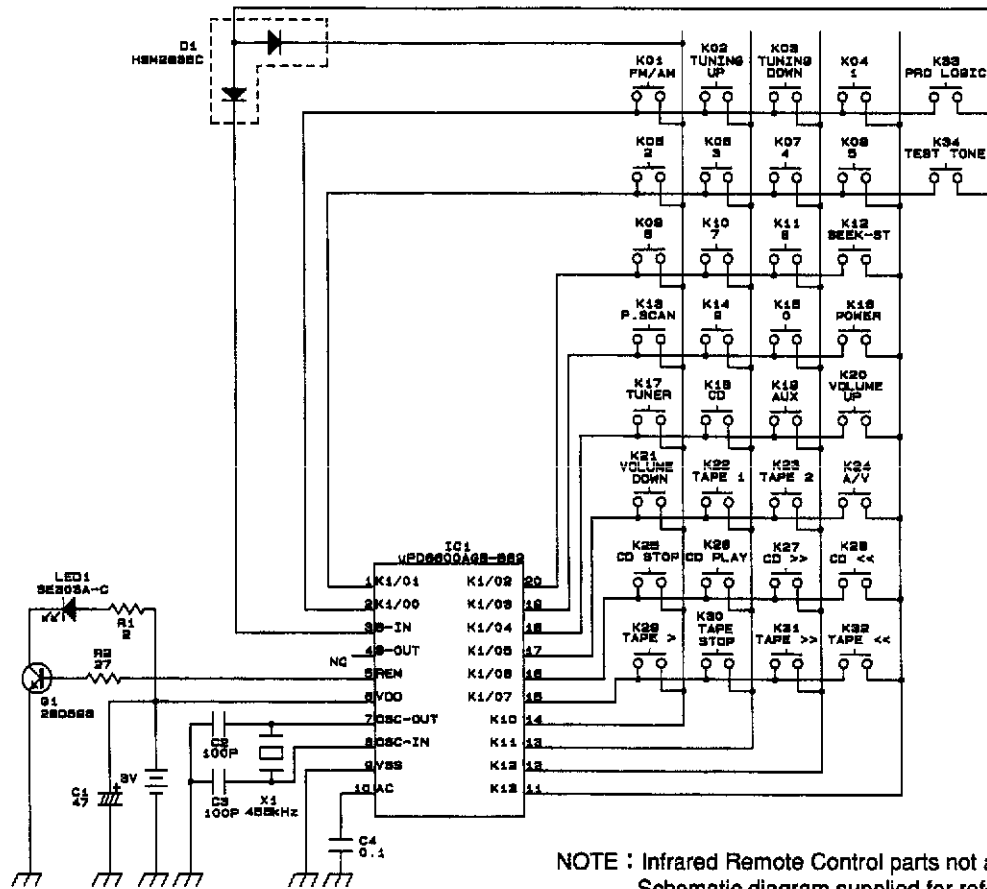 D1
K01
FM/AM
K02
TUNING
UP
K03
TUNING
DOWN
K04
1
K33
PRO LOGIC
K05
2
K06
3
K07
4
K08
5
K34
TEST TONE
K09
6
K10
7
K11
8
K12
SEEK-ST
K13
P.SCAN
K14
9
K15
0
K16
POWER
K17
TUNER
K18
CD
K19
AUX
K20
VOLUME
UP
K21
VOLUME
DOWN
K22
TAPE 1
K23
TAPE 2
K24
A/V
K25
CD STOP
K26
CD PLAY
K27
CD >>
K28
CD <<
K29
TAPE >
K30
TAPE
STOP
K31
TAPE >>
K32
TAPE <<
IC1
1 K1/01
2 K1/00
3 S-IN
4 S-OUT
NC
5 REM
6 VDD
7 OSC-OUT
8 OSC-IN
9 VSS
10 AC
K1/02 20
K1/03 19
K1/04 18
K1/05 17
K1/06 16
K1/07 15
K10 14
K11 13
K12 12
K13 11
LED1
SE303A-C
R1
2
R2
27
Q1
C1
47
+
3V
C2
100P
C3
100P
X1
455kHz
C4
0.1
NOTE : Infrared Remote Control parts not
Schematic diagram supplied for